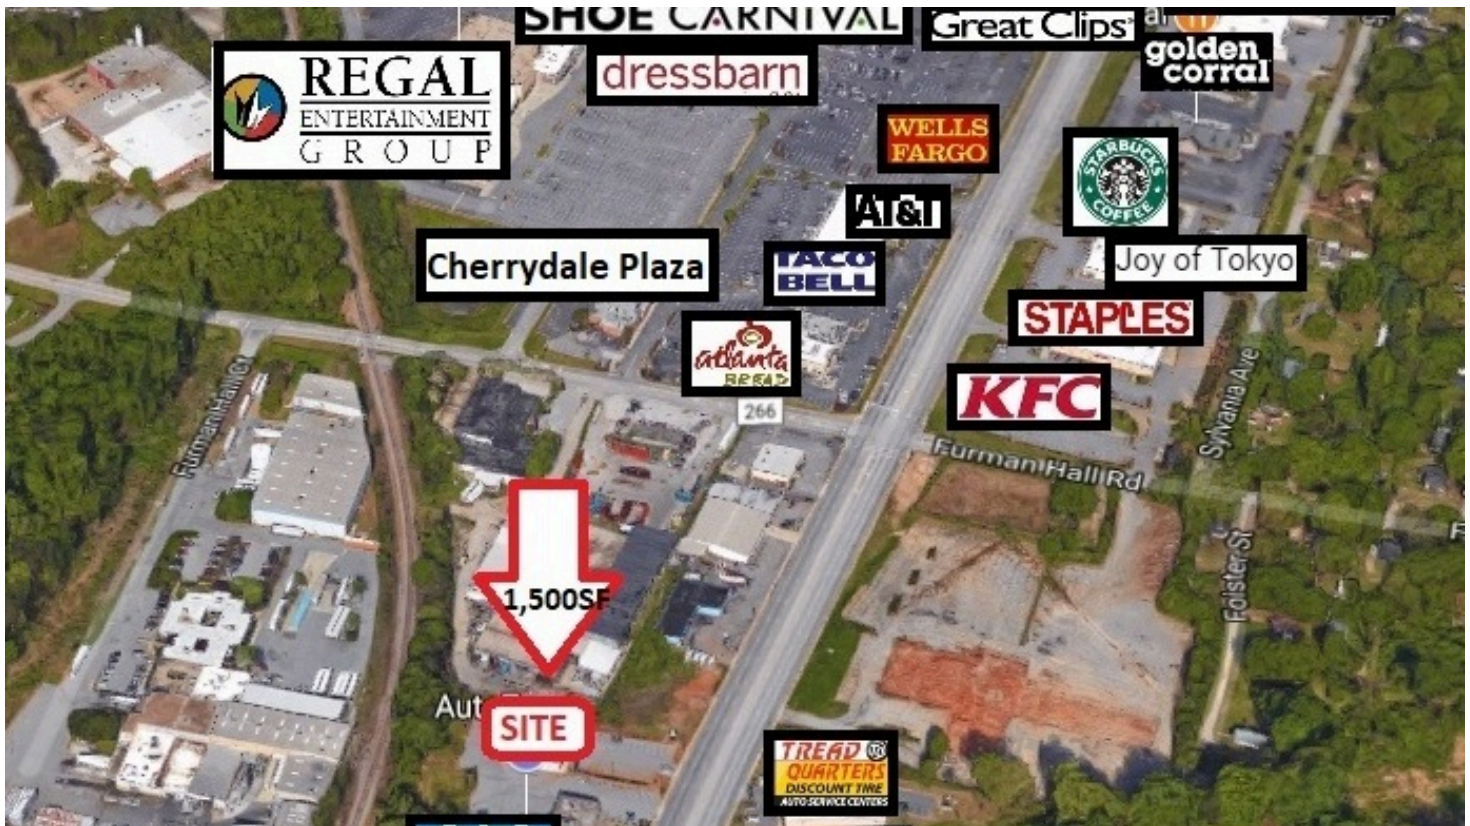 SHOE CARNIVAL
Great Clips
REGAL
ENTERTAINMENT
GROUP
dressbarn
golden
corral
WELLS
FARGO
STARBUCKS
COFFEE
AT&T
Cherrydale Plaza
TACO
BELL
Joy of Tokyo
STAPLES
atlanta
BREAD
KFC
266
Furman Hall Ct
Sylvania Ave
Furman Hall Rd
Foister St
1,500SF
Aut
SITE
TREAD
QUARTERS
DISCOUNT TIRE
AUTO SERVICE CENTERS